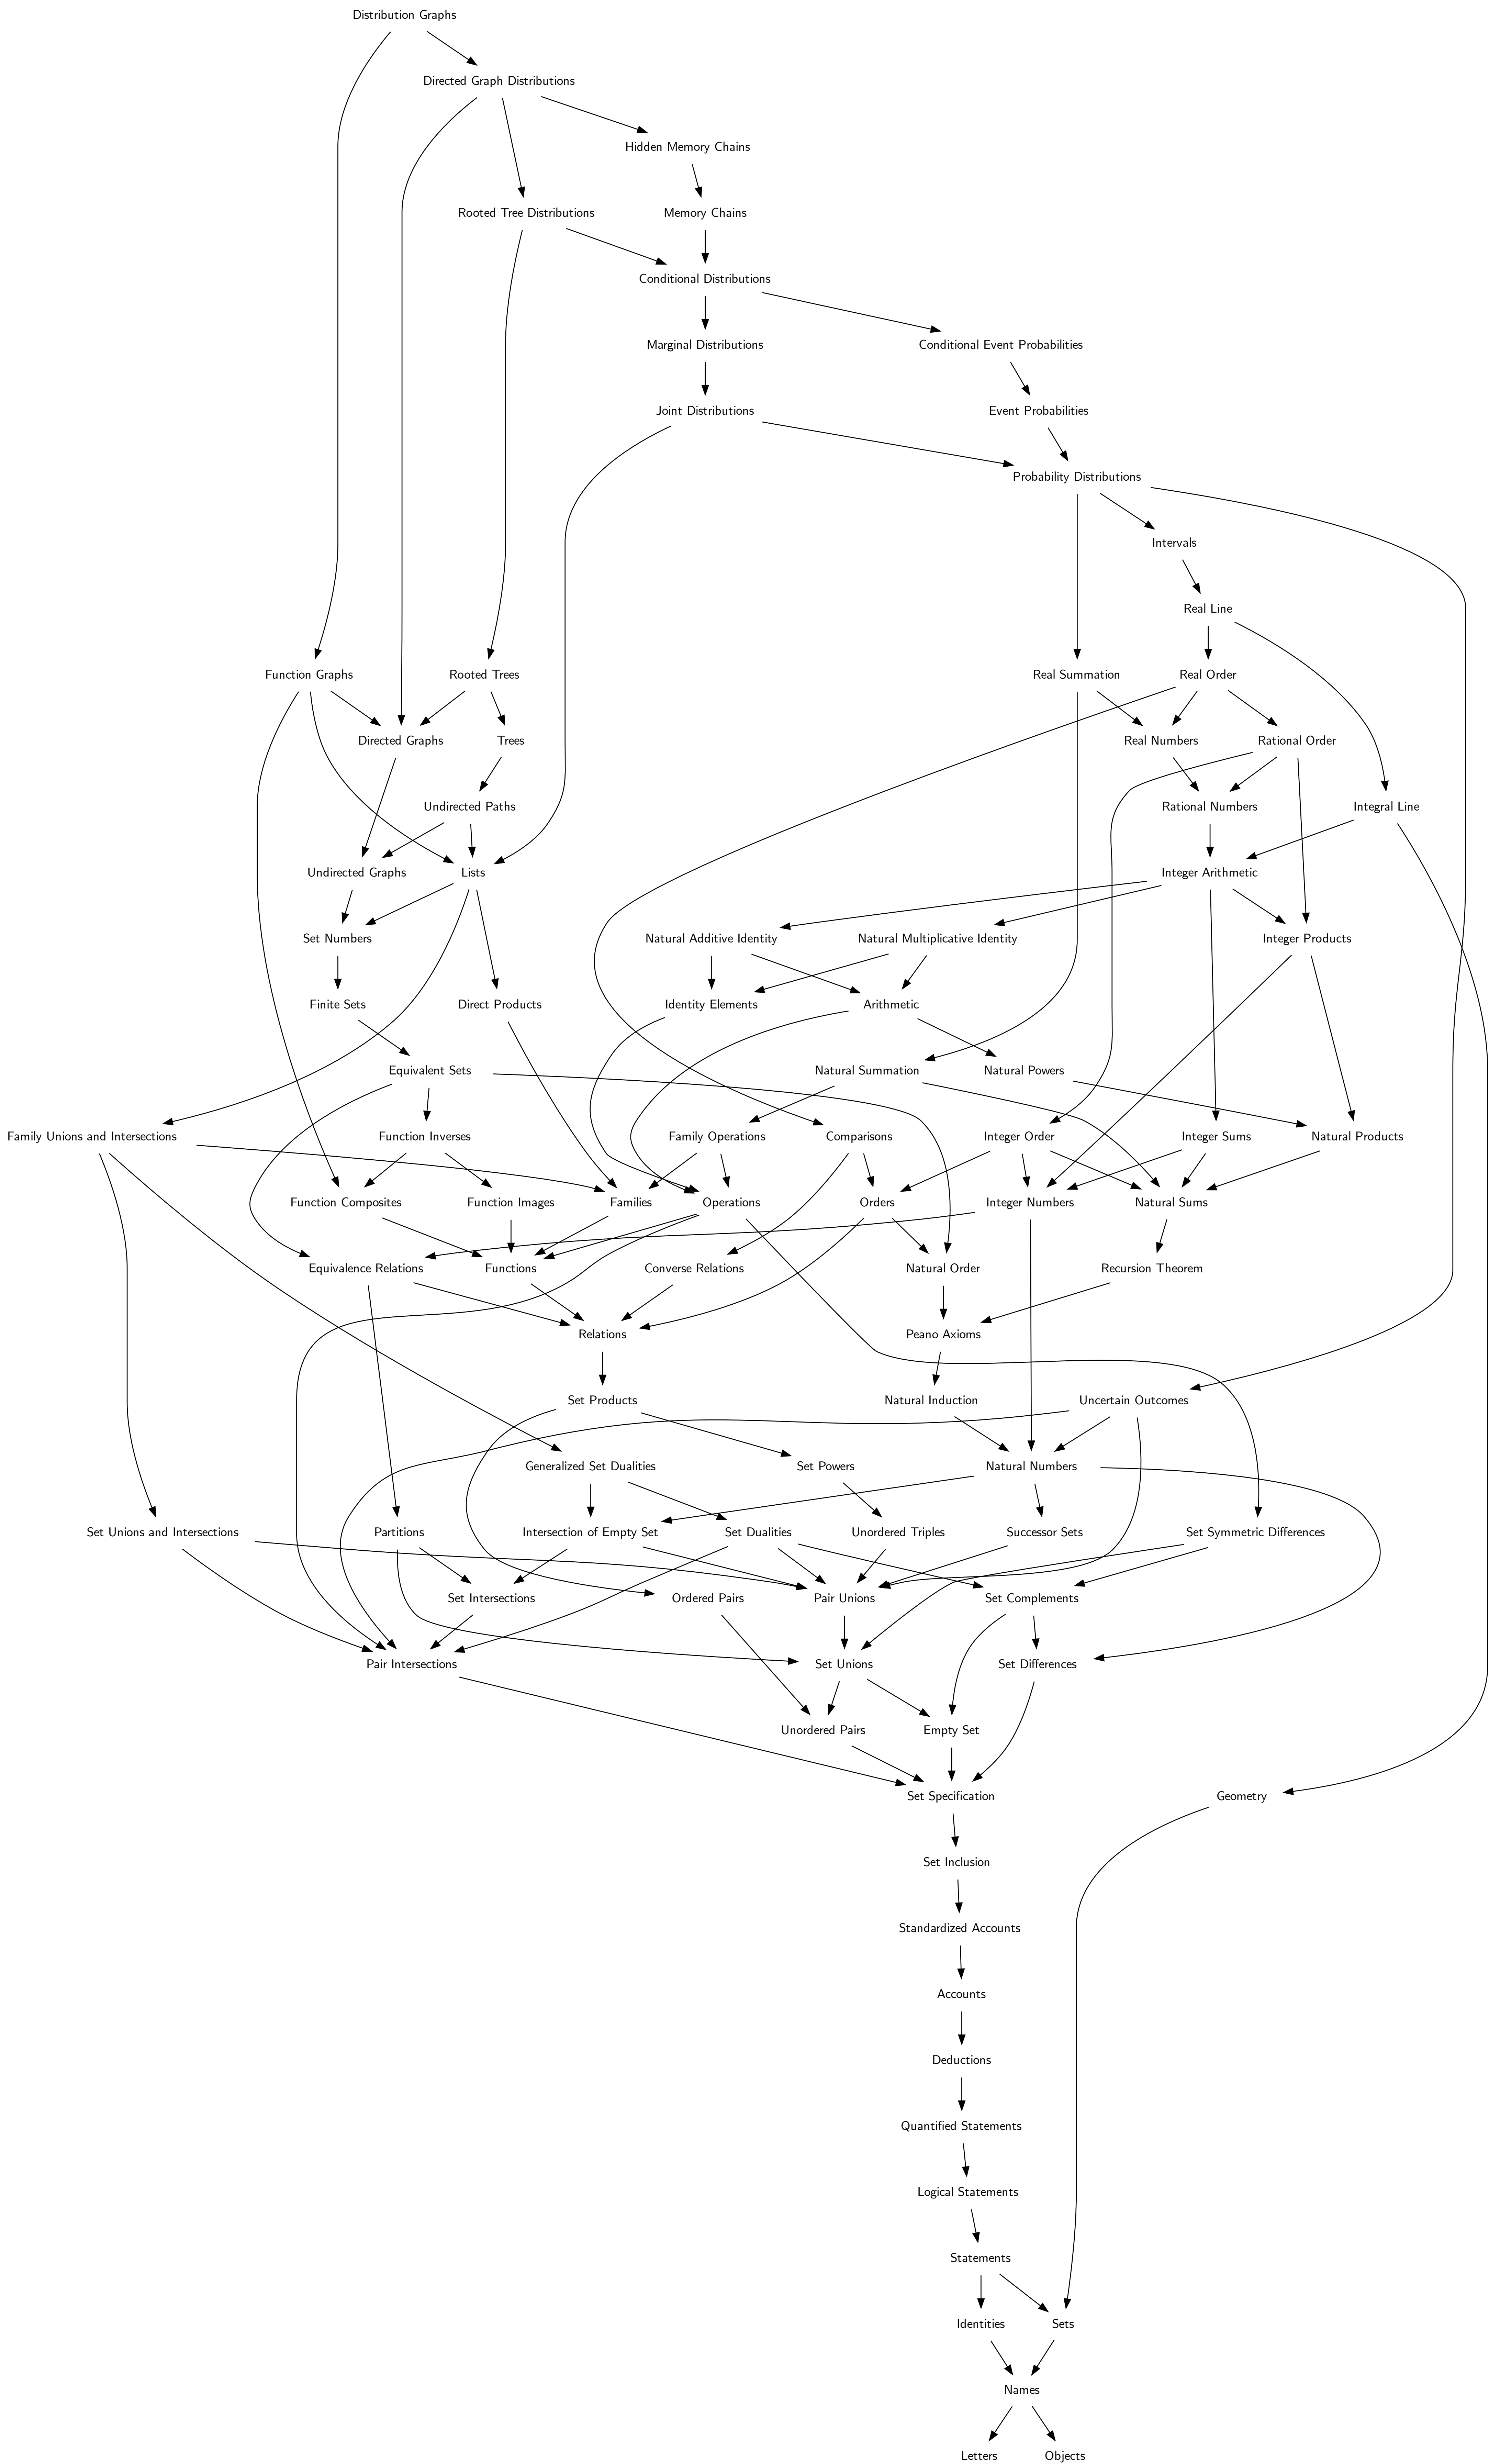 Distribution Graphs
Directed Graph Distributions
Hidden Memory Chains
Rooted Tree Distributions
Memory Chains
Conditional Distributions
Marginal Distributions
Conditional Event Probabilities
Joint Distributions
Event Probabilities
Probability Distributions
Intervals
Real Line
Function Graphs
Rooted Trees
Real Summation
Real Order
Directed Graphs
Trees
Real Numbers
Rational Order
Undirected Paths
Rational Numbers
Integral Line
Undirected Graphs
Lists
Integer Arithmetic
Set Numbers
Natural Additive Identity
Natural Multiplicative Identity
Integer Products
Finite Sets
Direct Products
Identity Elements
Arithmetic
Equivalent Sets
Natural Summation
Natural Powers
Family Unions and Intersections
Function Inverses
Family Operations
Comparisons
Integer Order
Integer Sums
Natural Products
Function Composites
Function Images
Families
Operations
Orders
Integer Numbers
Natural Sums
Equivalence Relations
Functions
Converse Relations
Natural Order
Recursion Theorem
Relations
Peano Axioms
Set Products
Natural Induction
Uncertain Outcomes
Generalized Set Dualities
Set Powers
Natural Numbers
Set Unions and Intersections
Partitions
Intersection of Empty Set
Set Dualities
Unordered Triples
Successor Sets
Set Symmetric Differences
Set Intersections
Ordered Pairs
Pair Unions
Set Complements
Pair Intersections
Set Unions
Set Differences
Unordered Pairs
Empty Set
Set Specification
Geometry
Set Inclusion
Standardized Accounts
Accounts
Deductions
Quantified Statements
Logical Statements
Statements
Identities
Sets
Names
Letters
Objects